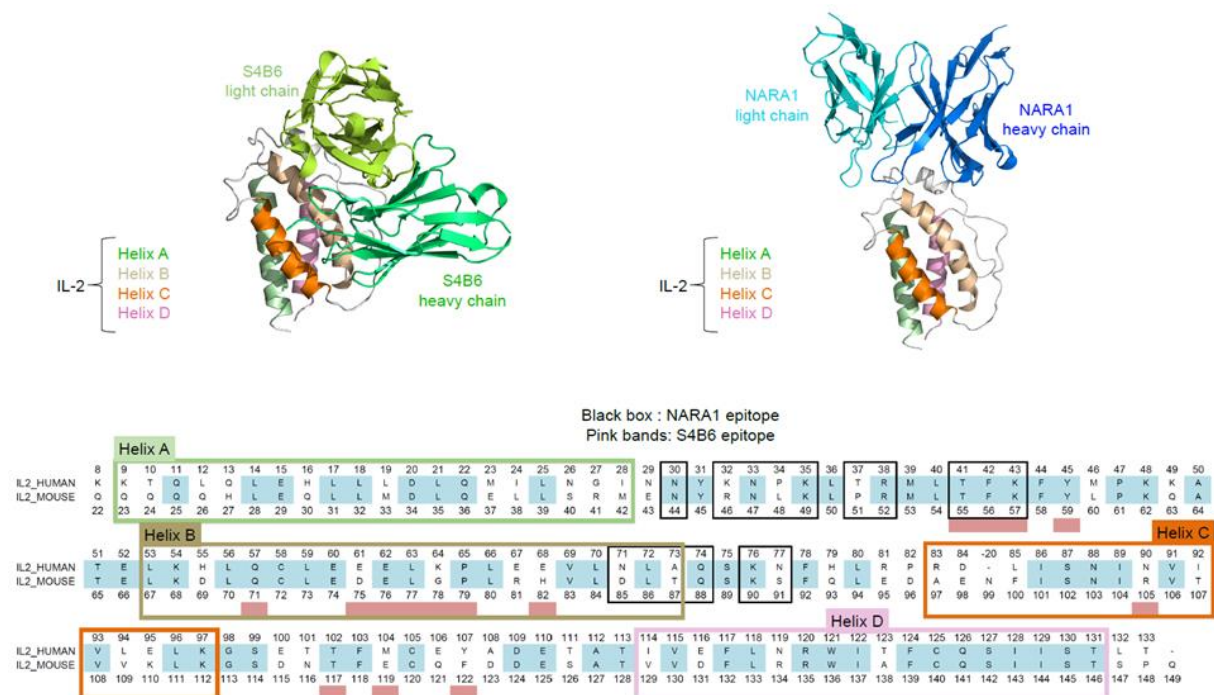 S4B6
light chain
S4B6
heavy chain
IL-2
Helix A
Helix B
Helix C
Helix D
NARA1
light chain
NARA1
heavy chain
IL-2
Helix A
Helix B
Helix C
Helix D
Black box : NARA1 epitope
Pink bands: S4B6 epitope
Helix A
8 9 10 11 12 13 14 15 16 17 18 19 20 21 22 23 24 25 26 27 28 29 30 31 32 33 34 35 36 37 38 39 40 41 42 43 44 45 46 47 48 49 50
IL2_HUMAN K K T Q L Q L E H L L L D L Q M I L N G I N N Y K N P K L T R M L T F K F Y M P K K A
IL2_MOUSE Q Q Q Q Q H L E Q L L M D L Q E L L S R M E N Y R N L K L P R M L T F K F Y L P K Q A
22 23 24 25 26 27 28 29 30 31 32 33 34 35 36 37 38 39 40 41 42 43 44 45 46 47 48 49 50 51 52 53 54 55 56 57 58 59 60 61 62 63 64
Helix B
Helix C
51 52 53 54 55 56 57 58 59 60 61 62 63 64 65 66 67 68 69 70 71 72 73 74 75 76 77 78 79 80 81 82 83 84 -20 85 86 87 88 89 90 91 92
IL2_HUMAN T E L K H L Q C L E E E L K P L E E V L N L A Q S K N F H L R P R D - L I S N I N V I
IL2_MOUSE T E L K D L Q C L E D E L G P L R H V L D L T Q S K S F Q L E D A E N F I S N I R V T
65 66 67 68 69 70 71 72 73 74 75 76 77 78 79 80 81 82 83 84 85 86 87 88 89 90 91 92 93 94 95 96 97 98 99 100 101 102 103 104 105 106 107
Helix D
93 94 95 96 97 98 99 100 101 102 103 104 105 106 107 108 109 110 111 112 113 114 115 116 117 118 119 120 121 122 123 124 125 126 127 128 129 130 131 132 133
IL2_HUMAN V L E L K G S E T T F M C E Y A D E T A T I V E F L N R W I T F C Q S I I S T L T -
IL2_MOUSE V V K L K G S D N T F E C Q F D D E S A T V V D F L R R W I A F C Q S I I S T S P Q
108 109 110 111 112 113 114 115 116 117 118 119 120 121 122 123 124 125 126 127 128 129 130 131 132 133 134 135 136 137 138 139 140 141 142 143 144 145 146 147 148 149